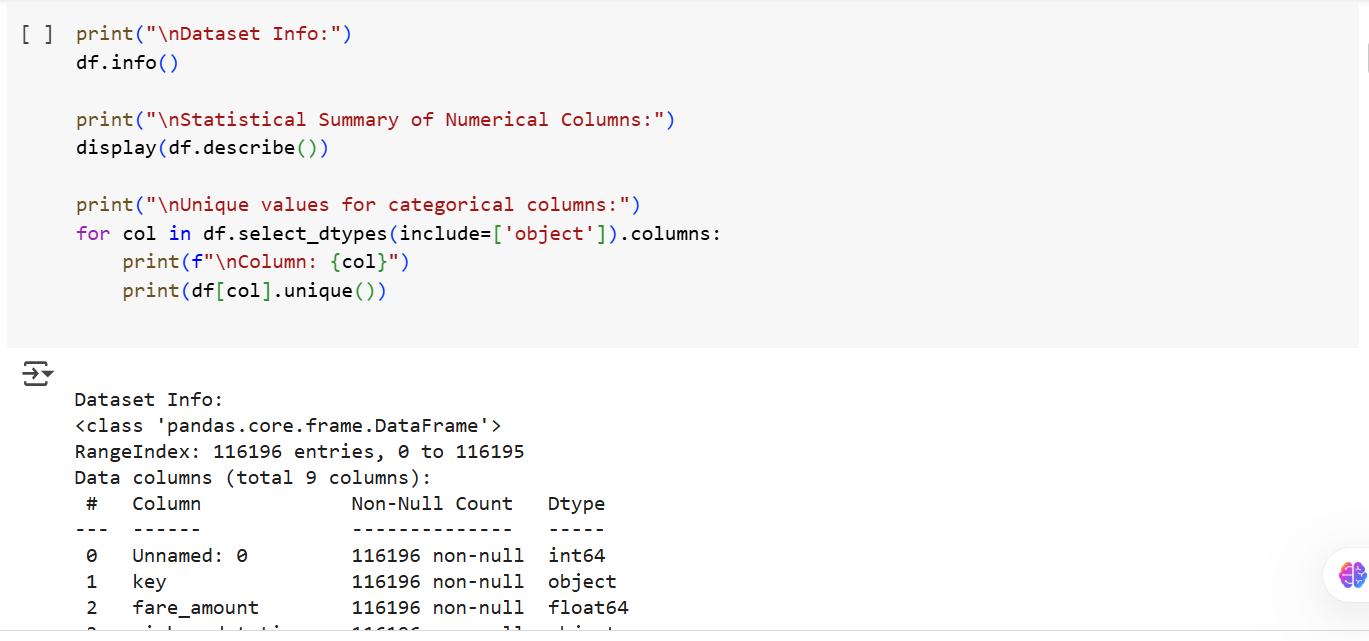 [ ] print("\nDataset Info:")
df.info()
print("\nStatistical Summary of Numerical Columns:")
display(df.describe())
print("\nUnique values for categorical columns:")
for col in df.select_dtypes(include=['object']).columns:
    print(f"\nColumn: {col}")
    print(df[col].unique())
Dataset Info:
<class 'pandas.core.frame.DataFrame'>
RangeIndex: 116196 entries, 0 to 116195
Data columns (total 9 columns):
 #   Column             Non-Null Count   Dtype
---  ------             --------------   -----
 0   Unnamed: 0         116196 non-null  int64
 1   key                116196 non-null  object
 2   fare_amount        116196 non-null  float64